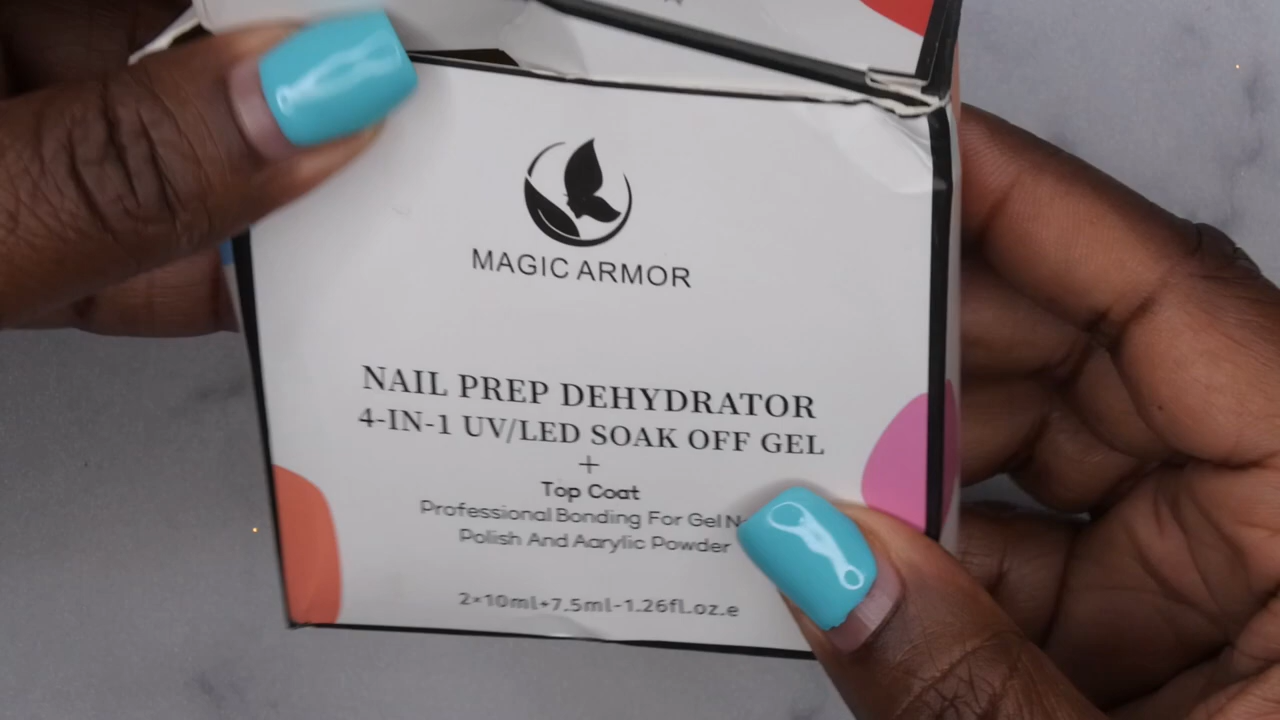 MAGIC ARMOR
NAIL PREP DEHYDRATOR
4-IN-1 UV/LED SOAK OFF GEL
+
Top Coat
Professional Bonding For Gel
Polish And Aarylic Powder
2×10ml+7.5ml-1.26fl.oz.e